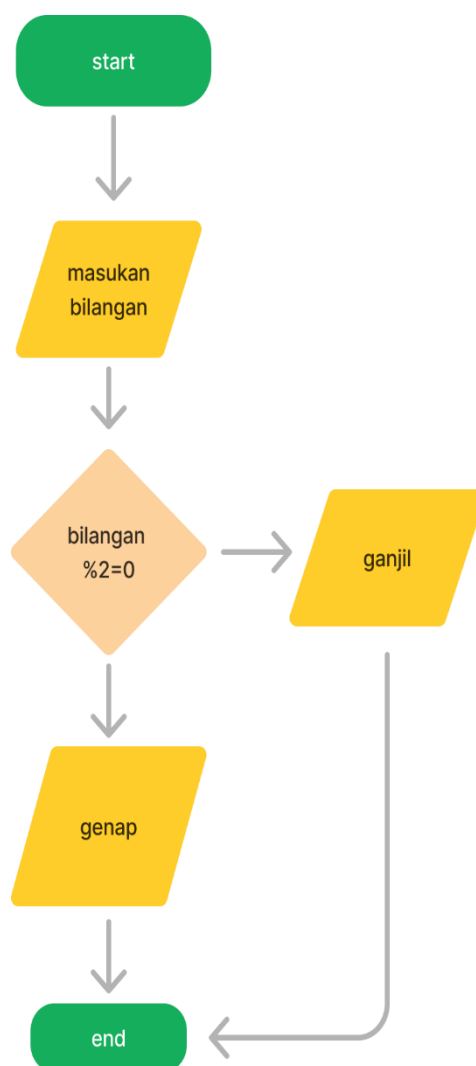 start
masukan
bilangan
bilangan
%2=0
ganjil
genap
end